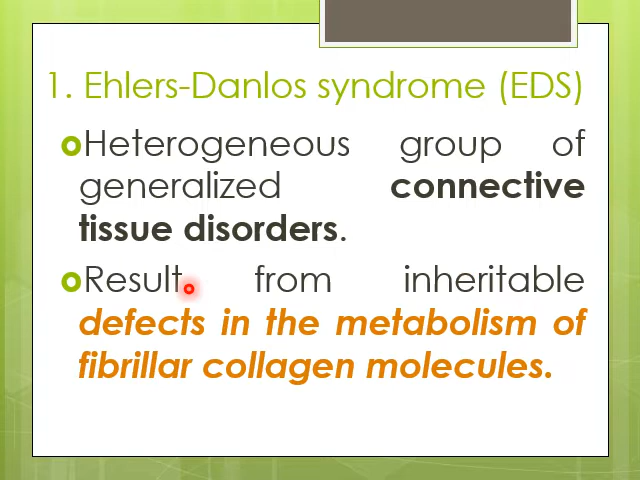 1. Ehlers-Danlos syndrome (EDS)
Heterogeneous group of
generalized connective
tissue disorders.
Result from inheritable
defects in the metabolism of
fibrillar collagen molecules.